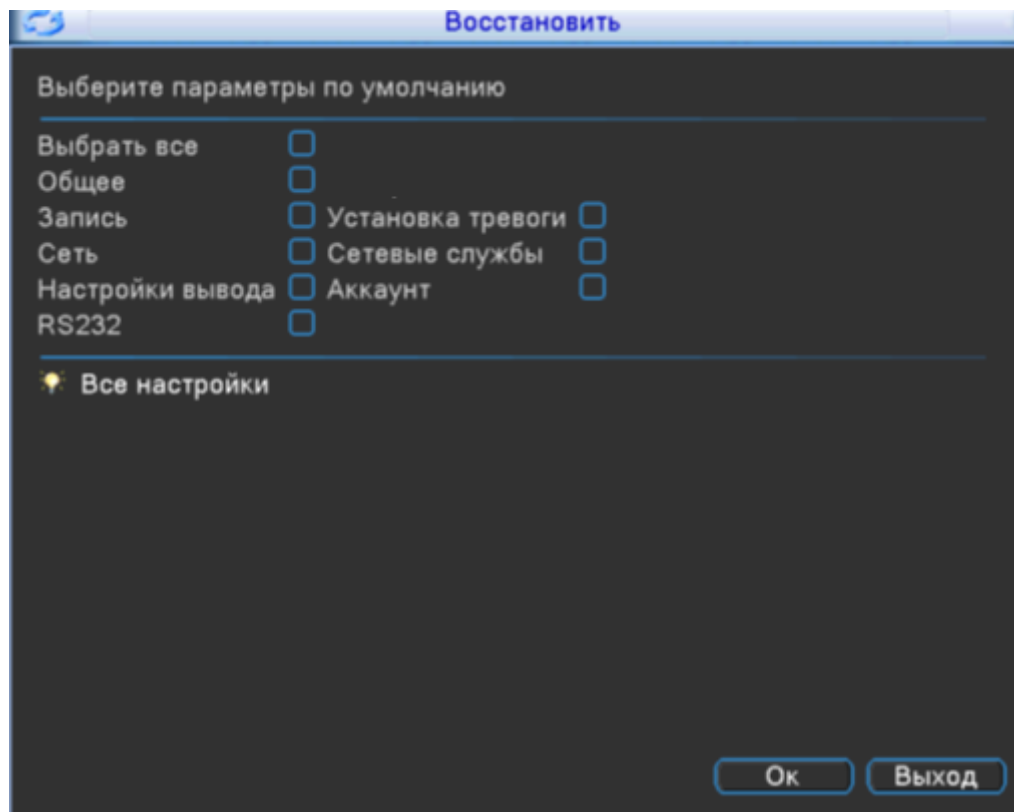 Восстановить
Выберите параметры по умолчанию
Выбрать все
Общее
Запись Установка тревоги
Сеть Сетевые службы
Настройки вывода Аккаунт
RS232
Все настройки
Ок Выход